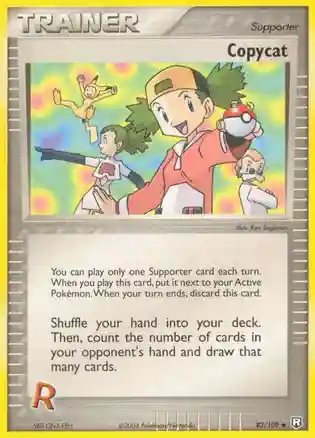 TRAINER
Supporter
Copycat
Illus. Ken Sugimori
You can play only one Supporter card each turn.
When you play this card, put it next to your Active
Pokémon. When your turn ends, discard this card.
Shuffle your hand into your deck.
Then, count the number of cards in
your opponent's hand and draw that
many cards.
R
©2004 Pokémon/Nintendo
83/109 ★
R